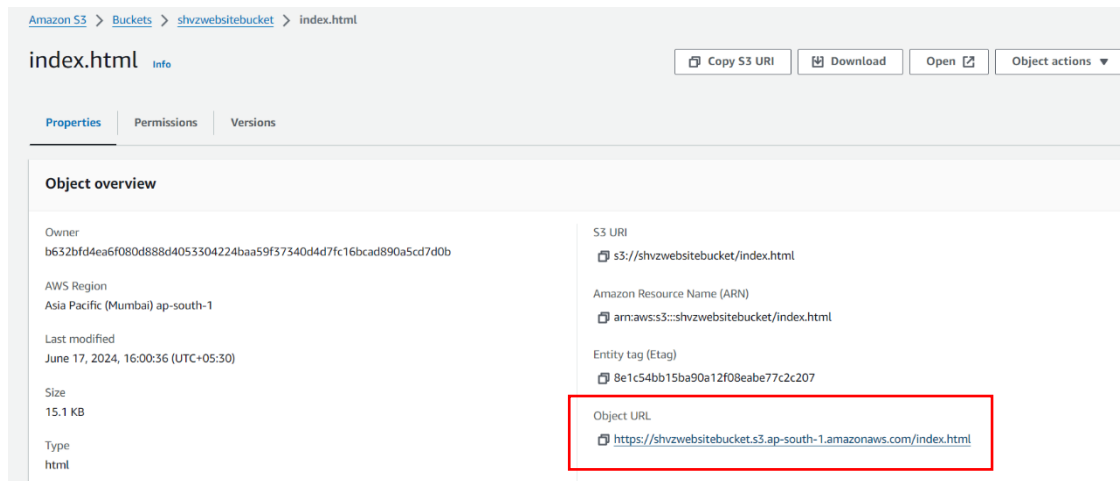 Amazon S3 > Buckets > shvzwebsitebucket > index.html
index.html Info
Copy S3 URI Download Open Object actions
Properties Permissions Versions
Object overview
Owner
b632bfd4ea6f080d888d4053304224baa59f37340d4d7fc16bcad890a5cd7d0b
AWS Region
Asia Pacific (Mumbai) ap-south-1
Last modified
June 17, 2024, 16:00:36 (UTC+05:30)
Size
15.1 KB
Type
html
S3 URI
s3://shvzwebsitebucket/index.html
Amazon Resource Name (ARN)
arn:aws:s3:::shvzwebsitebucket/index.html
Entity tag (Etag)
8e1c54bb15ba90a12f08eabe77c2c207
Object URL
https://shvzwebsitebucket.s3.ap-south-1.amazonaws.com/index.html